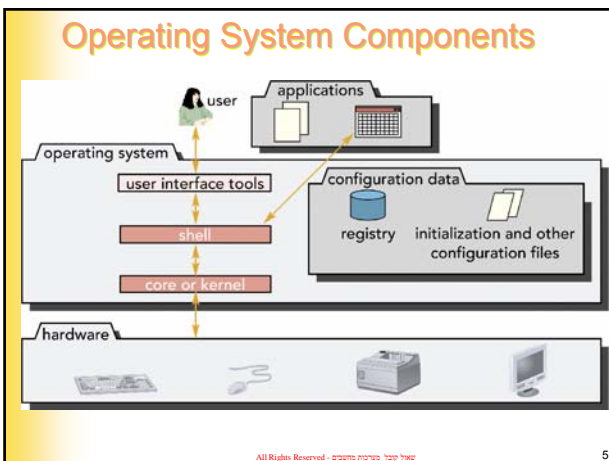 Operating System Components
user
applications
operating system
user interface tools
configuration data
registry
initialization and other
configuration files
shell
core or kernel
hardware
All Rights Reserved - שאול קובל מערכות מחשבים
5